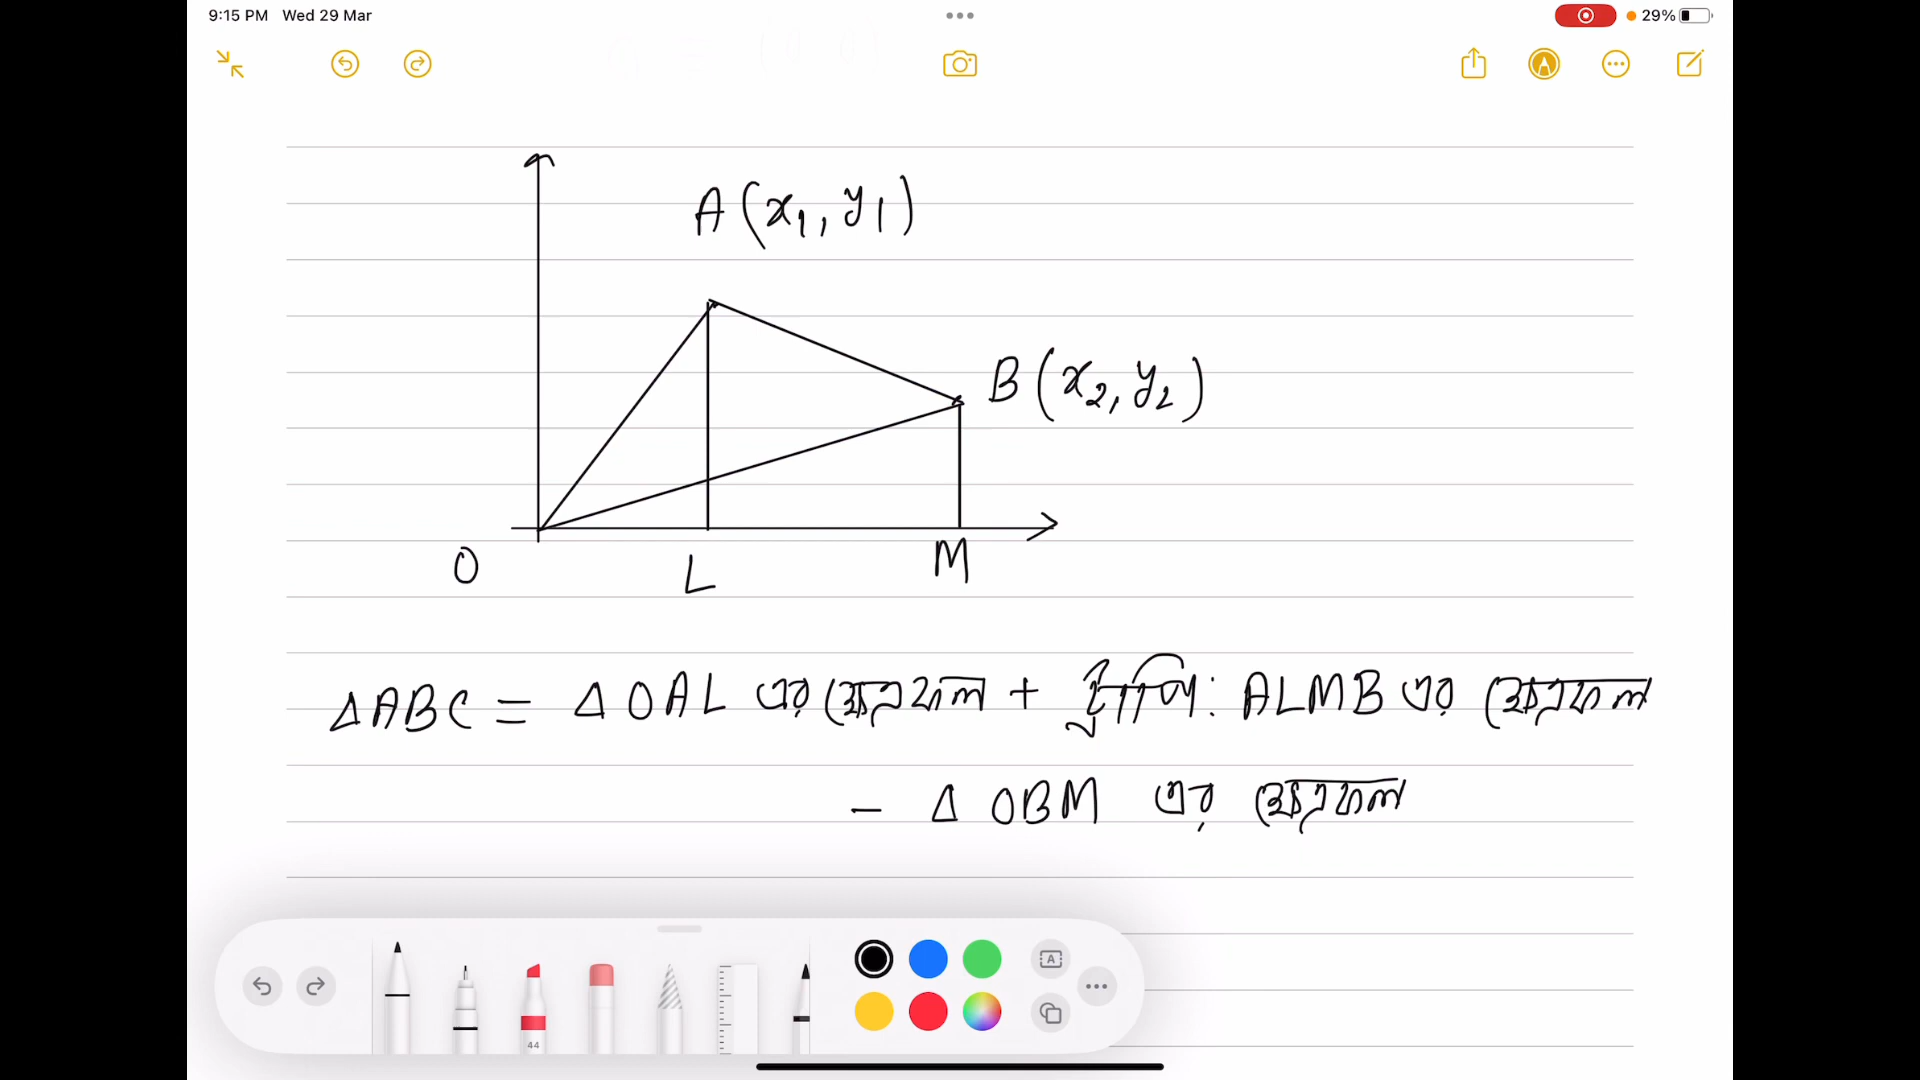 9:15 PM Wed 29 Mar
29%
A (x₁, y₁)
B (x₂, y₂)
O L M
ΔABC = Δ OAL এর ক্ষেত্রফল + ট্রাপিজি: ALMB এর ক্ষেত্রফল
- Δ OBM এর ক্ষেত্রফল
44
A